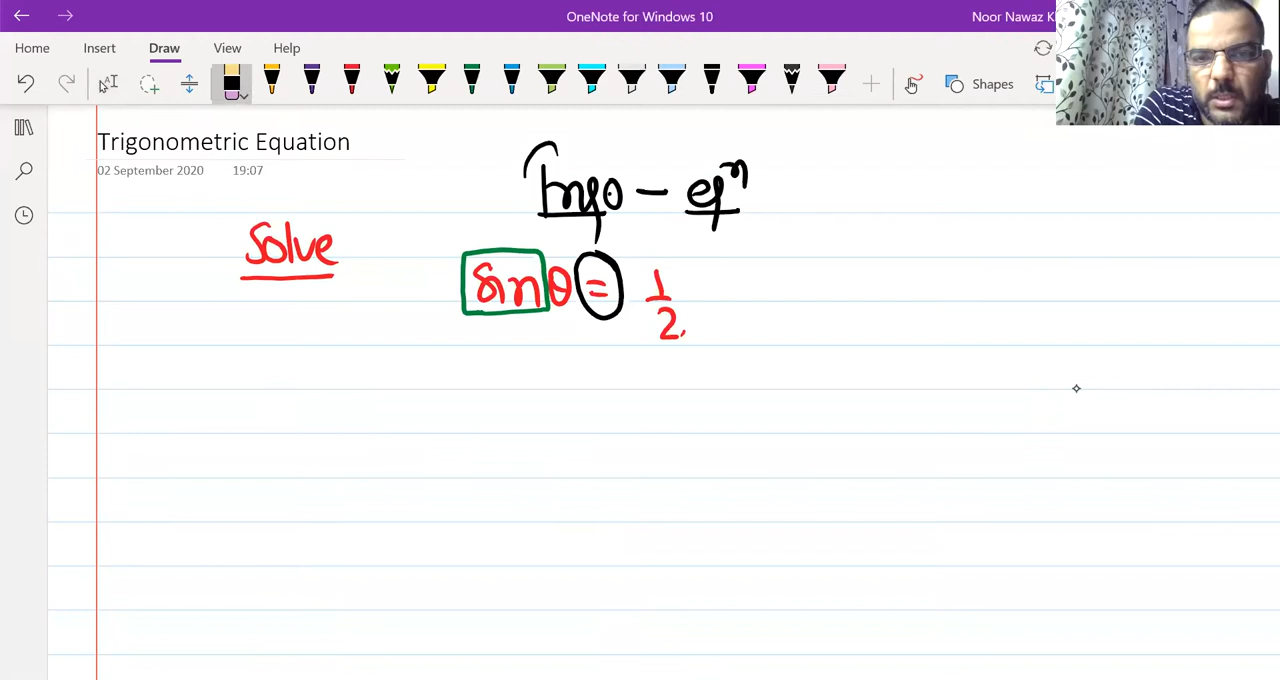 OneNote for Windows 10
Noor Nawaz K
Home Insert Draw View Help
Shapes
Trigonometric Equation
02 September 2020 19:07
eqⁿ
Solve
sinθ = 1/2